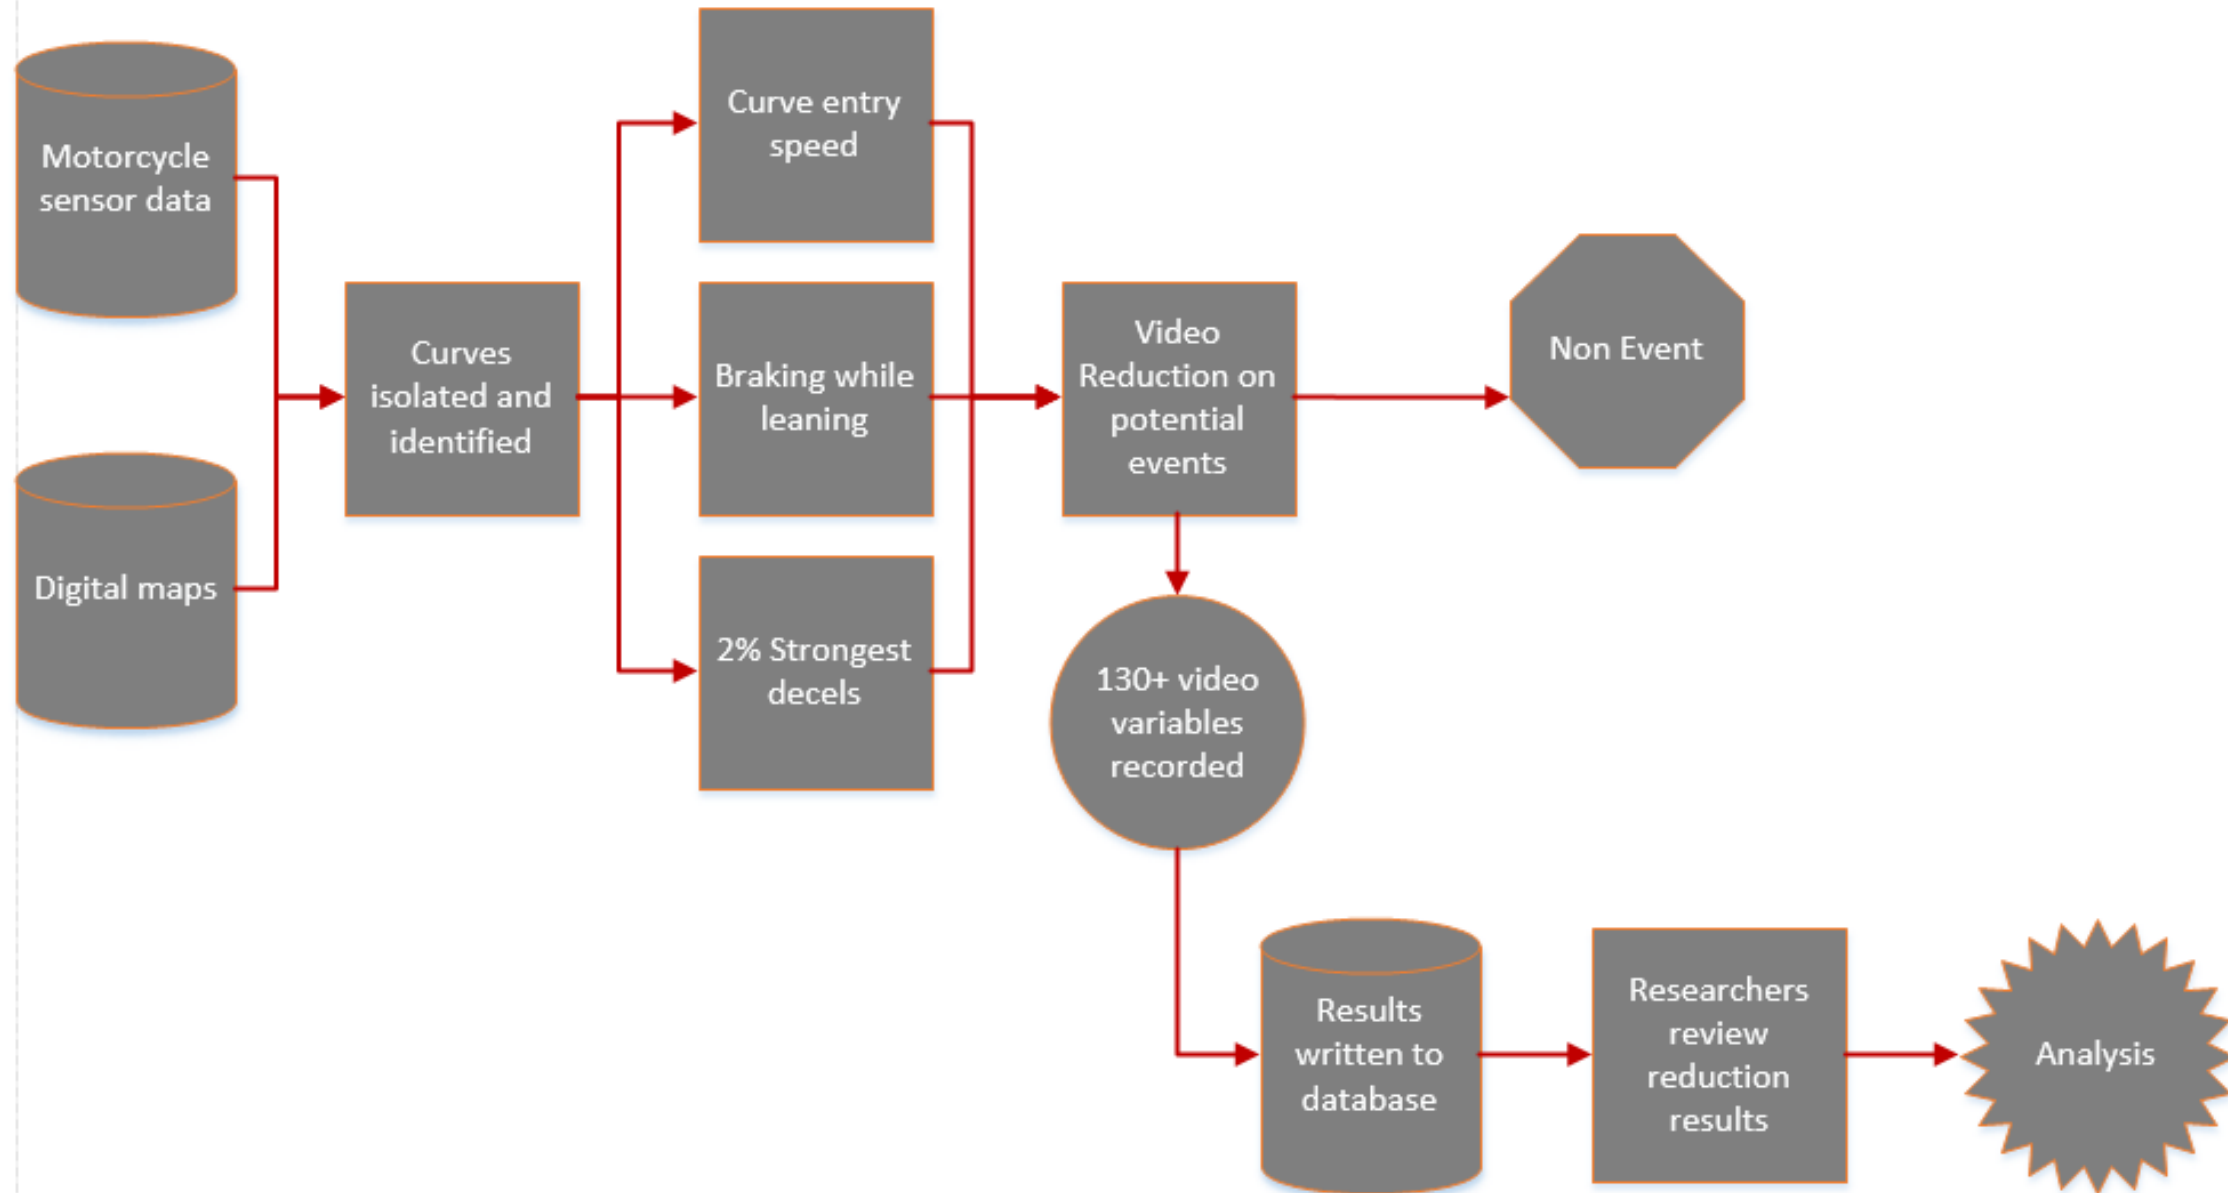 Motorcycle
sensor data
Digital maps
Curves
isolated and
identified
Curve entry
speed
Braking while
leaning
2% Strongest
decels
Video
Reduction on
potential
events
Non Event
130+ video
variables
recorded
Results
written to
database
Researchers
review
reduction
results
Analysis